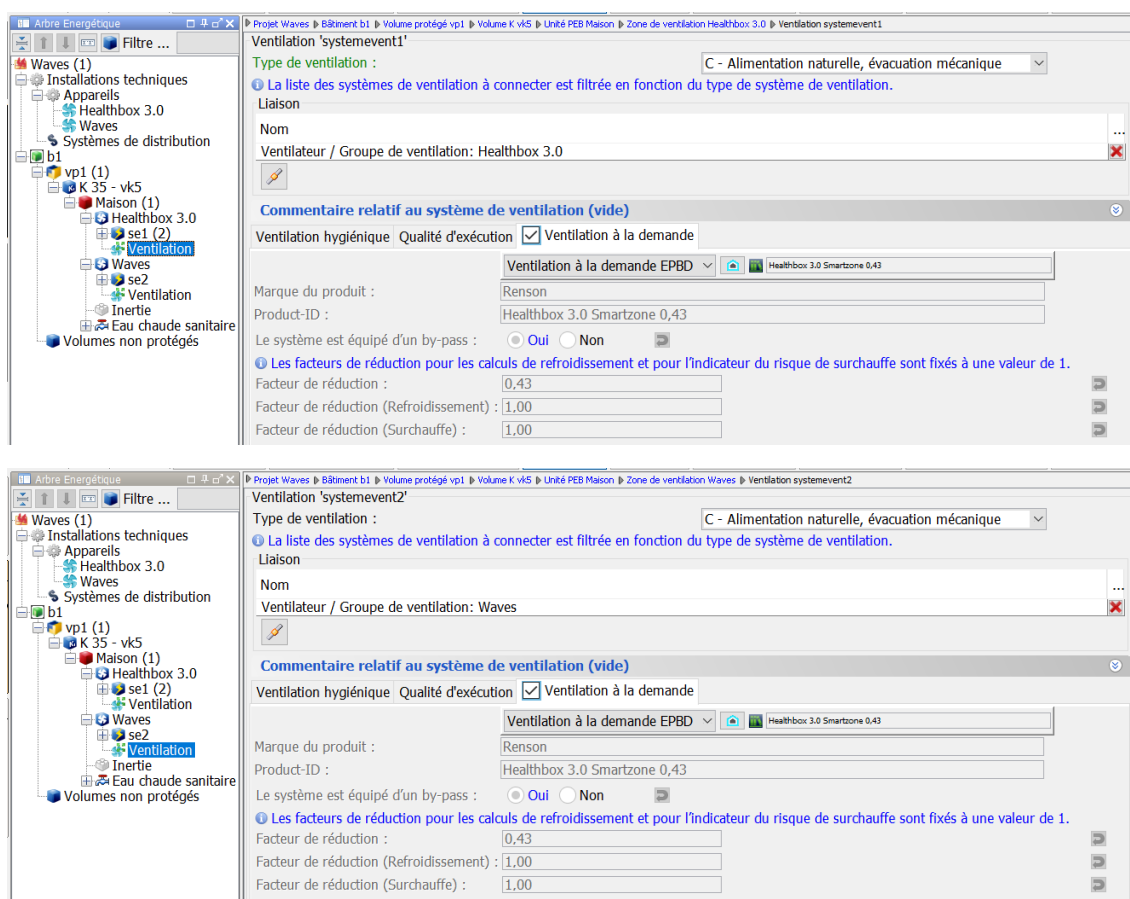 Arbre Energétique
Projet Waves Bâtiment b1 Volume protégé vp1 Volume K vk5 Unité PEB Maison Zone de ventilation Healthbox 3.0 Ventilation systemevent1
Filtre ...
Waves (1)
Installations techniques
Appareils
Healthbox 3.0
Waves
Systèmes de distribution
b1
vp1 (1)
K 35 - vk5
Maison (1)
Healthbox 3.0
se1 (2)
Ventilation
Waves
se2
Ventilation
Inertie
Eau chaude sanitaire
Volumes non protégés
Ventilation 'systemevent1'
Type de ventilation : C - Alimentation naturelle, évacuation mécanique
La liste des systèmes de ventilation à connecter est filtrée en fonction du type de système de ventilation.
Liaison
Nom ...
Ventilateur / Groupe de ventilation: Healthbox 3.0
Commentaire relatif au système de ventilation (vide)
Ventilation hygiénique Qualité d'exécution Ventilation à la demande
Ventilation à la demande EPBD Healthbox 3.0 Smartzone 0,43
Marque du produit : Renson
Product-ID : Healthbox 3.0 Smartzone 0,43
Le système est équipé d'un by-pass : Oui Non
Les facteurs de réduction pour les calculs de refroidissement et pour l'indicateur du risque de surchauffe sont fixés à une valeur de 1.
Facteur de réduction : 0,43
Facteur de réduction (Refroidissement) : 1,00
Facteur de réduction (Surchauffe) : 1,00
Arbre Energétique
Projet Waves Bâtiment b1 Volume protégé vp1 Volume K vk5 Unité PEB Maison Zone de ventilation Waves Ventilation systemevent2
Filtre ...
Waves (1)
Installations techniques
Appareils
Healthbox 3.0
Waves
Systèmes de distribution
b1
vp1 (1)
K 35 - vk5
Maison (1)
Healthbox 3.0
se1 (2)
Ventilation
Waves
se2
Ventilation
Inertie
Eau chaude sanitaire
Volumes non protégés
Ventilation 'systemevent2'
Type de ventilation : C - Alimentation naturelle, évacuation mécanique
La liste des systèmes de ventilation à connecter est filtrée en fonction du type de système de ventilation.
Liaison
Nom ...
Ventilateur / Groupe de ventilation: Waves
Commentaire relatif au système de ventilation (vide)
Ventilation hygiénique Qualité d'exécution Ventilation à la demande
Ventilation à la demande EPBD Healthbox 3.0 Smartzone 0,43
Marque du produit : Renson
Product-ID : Healthbox 3.0 Smartzone 0,43
Le système est équipé d'un by-pass : Oui Non
Les facteurs de réduction pour les calculs de refroidissement et pour l'indicateur du risque de surchauffe sont fixés à une valeur de 1.
Facteur de réduction : 0,43
Facteur de réduction (Refroidissement) : 1,00
Facteur de réduction (Surchauffe) : 1,00